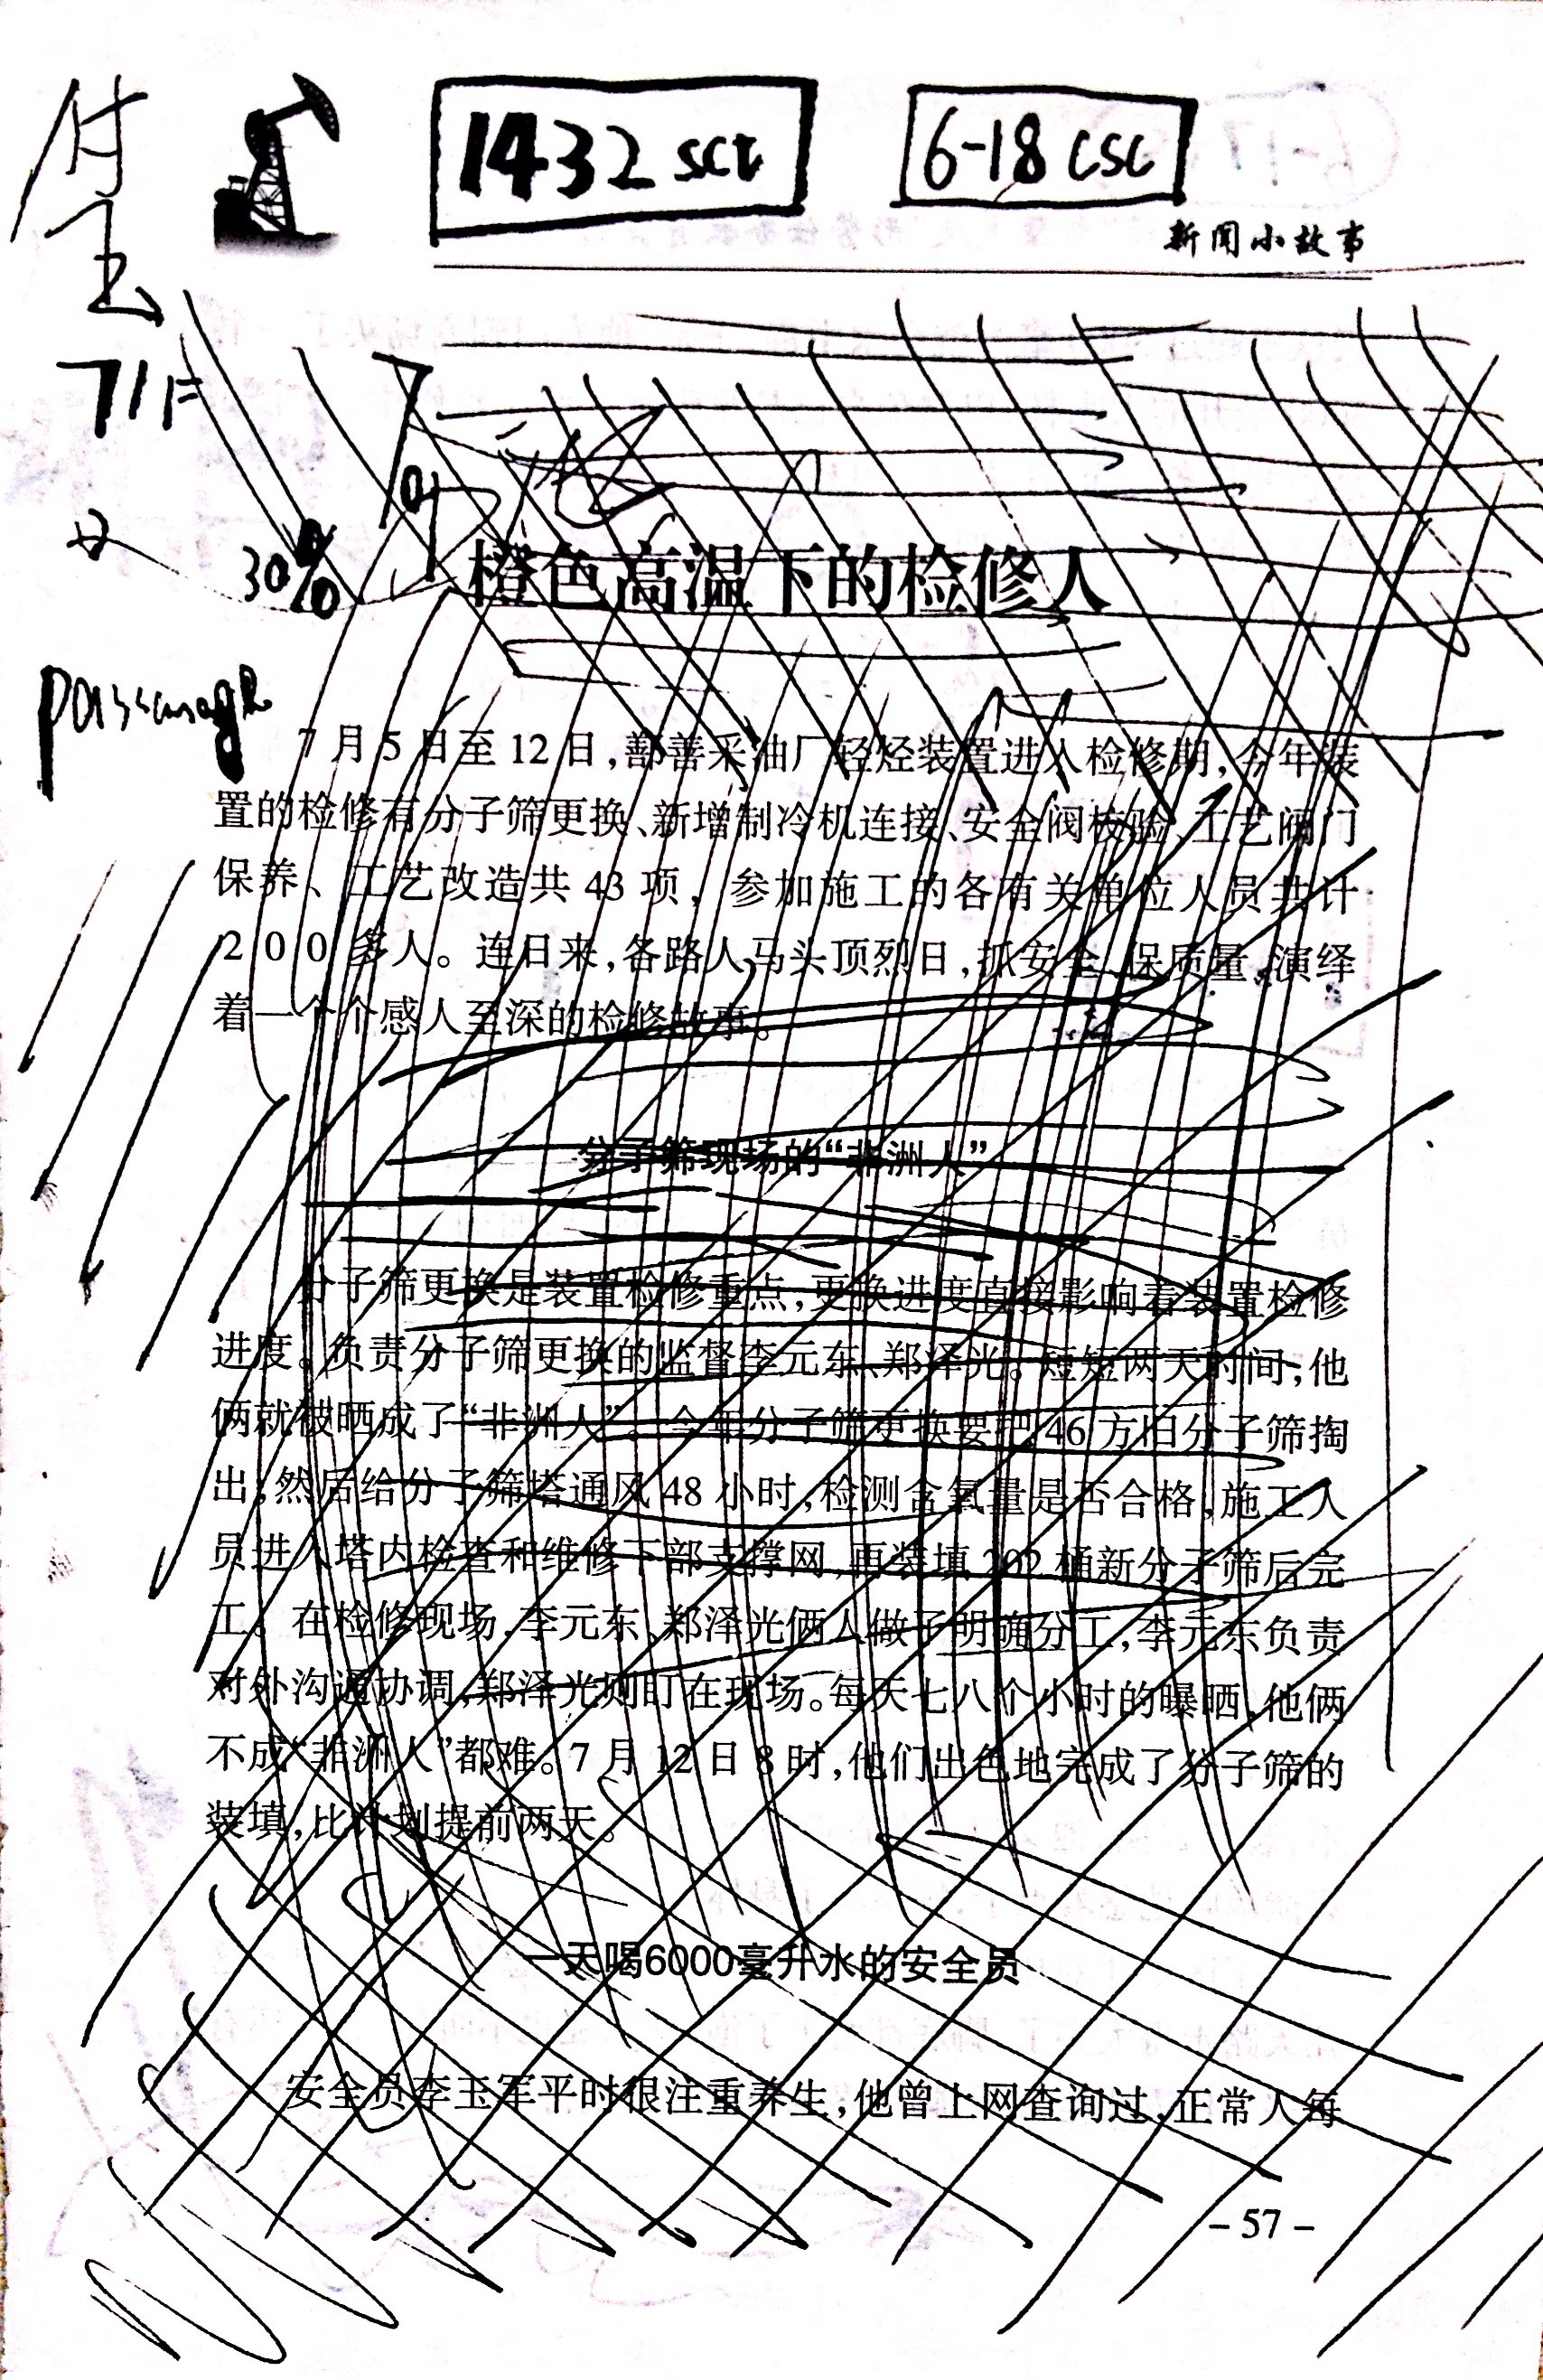 1432 sct
6-18 csc
新闻小故事
30%
橙色高温下的检修人
7月5日至12日,鄯善采油厂轻烃装置进入检修期,今年装
置的检修有分子筛更换、新增制冷机连接、安全阀校验、工艺阀门
保养、工艺改造共43项,参加施工的各有关单位人员共计
200多人。连日来,各路人马头顶烈日,抓安全、保质量,演绎
着一个个感人至深的检修故事。
分子筛现场的“非洲人”
分子筛更换是装置检修重点,更换进度直接影响着装置检修
进度。负责分子筛更换的监督李元东、郑泽光。短短两天时间,他
俩就被晒成了“非洲人”。今年分子筛更换要把46方旧分子筛掏
出,然后给分子筛塔通风48小时,检测含氧量是否合格,施工人
员进入塔内检查和维修下部支撑网,再装填202桶新分子筛后完
工。在检修现场,李元东、郑泽光俩人做了明确分工,李元东负责
对外沟通协调,郑泽光则盯在现场。每天七八个小时的曝晒,他俩
不成“非洲人”都难。7月12日8时,他们出色地完成了分子筛的
装填,比计划提前两天。
一天喝6000毫升水的安全员
安全员李玉军平时很注重养生,他曾上网查询过,正常人每
-57-